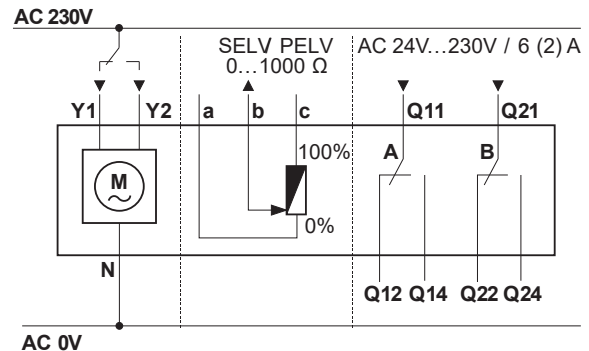 AC 230V
SELV PELV
0...1000 Ω
AC 24V...230V / 6 (2) A
Y1 Y2 a b c Q11 Q21
100%
A B
M
~
0%
N
Q12 Q14 Q22 Q24
AC 0V